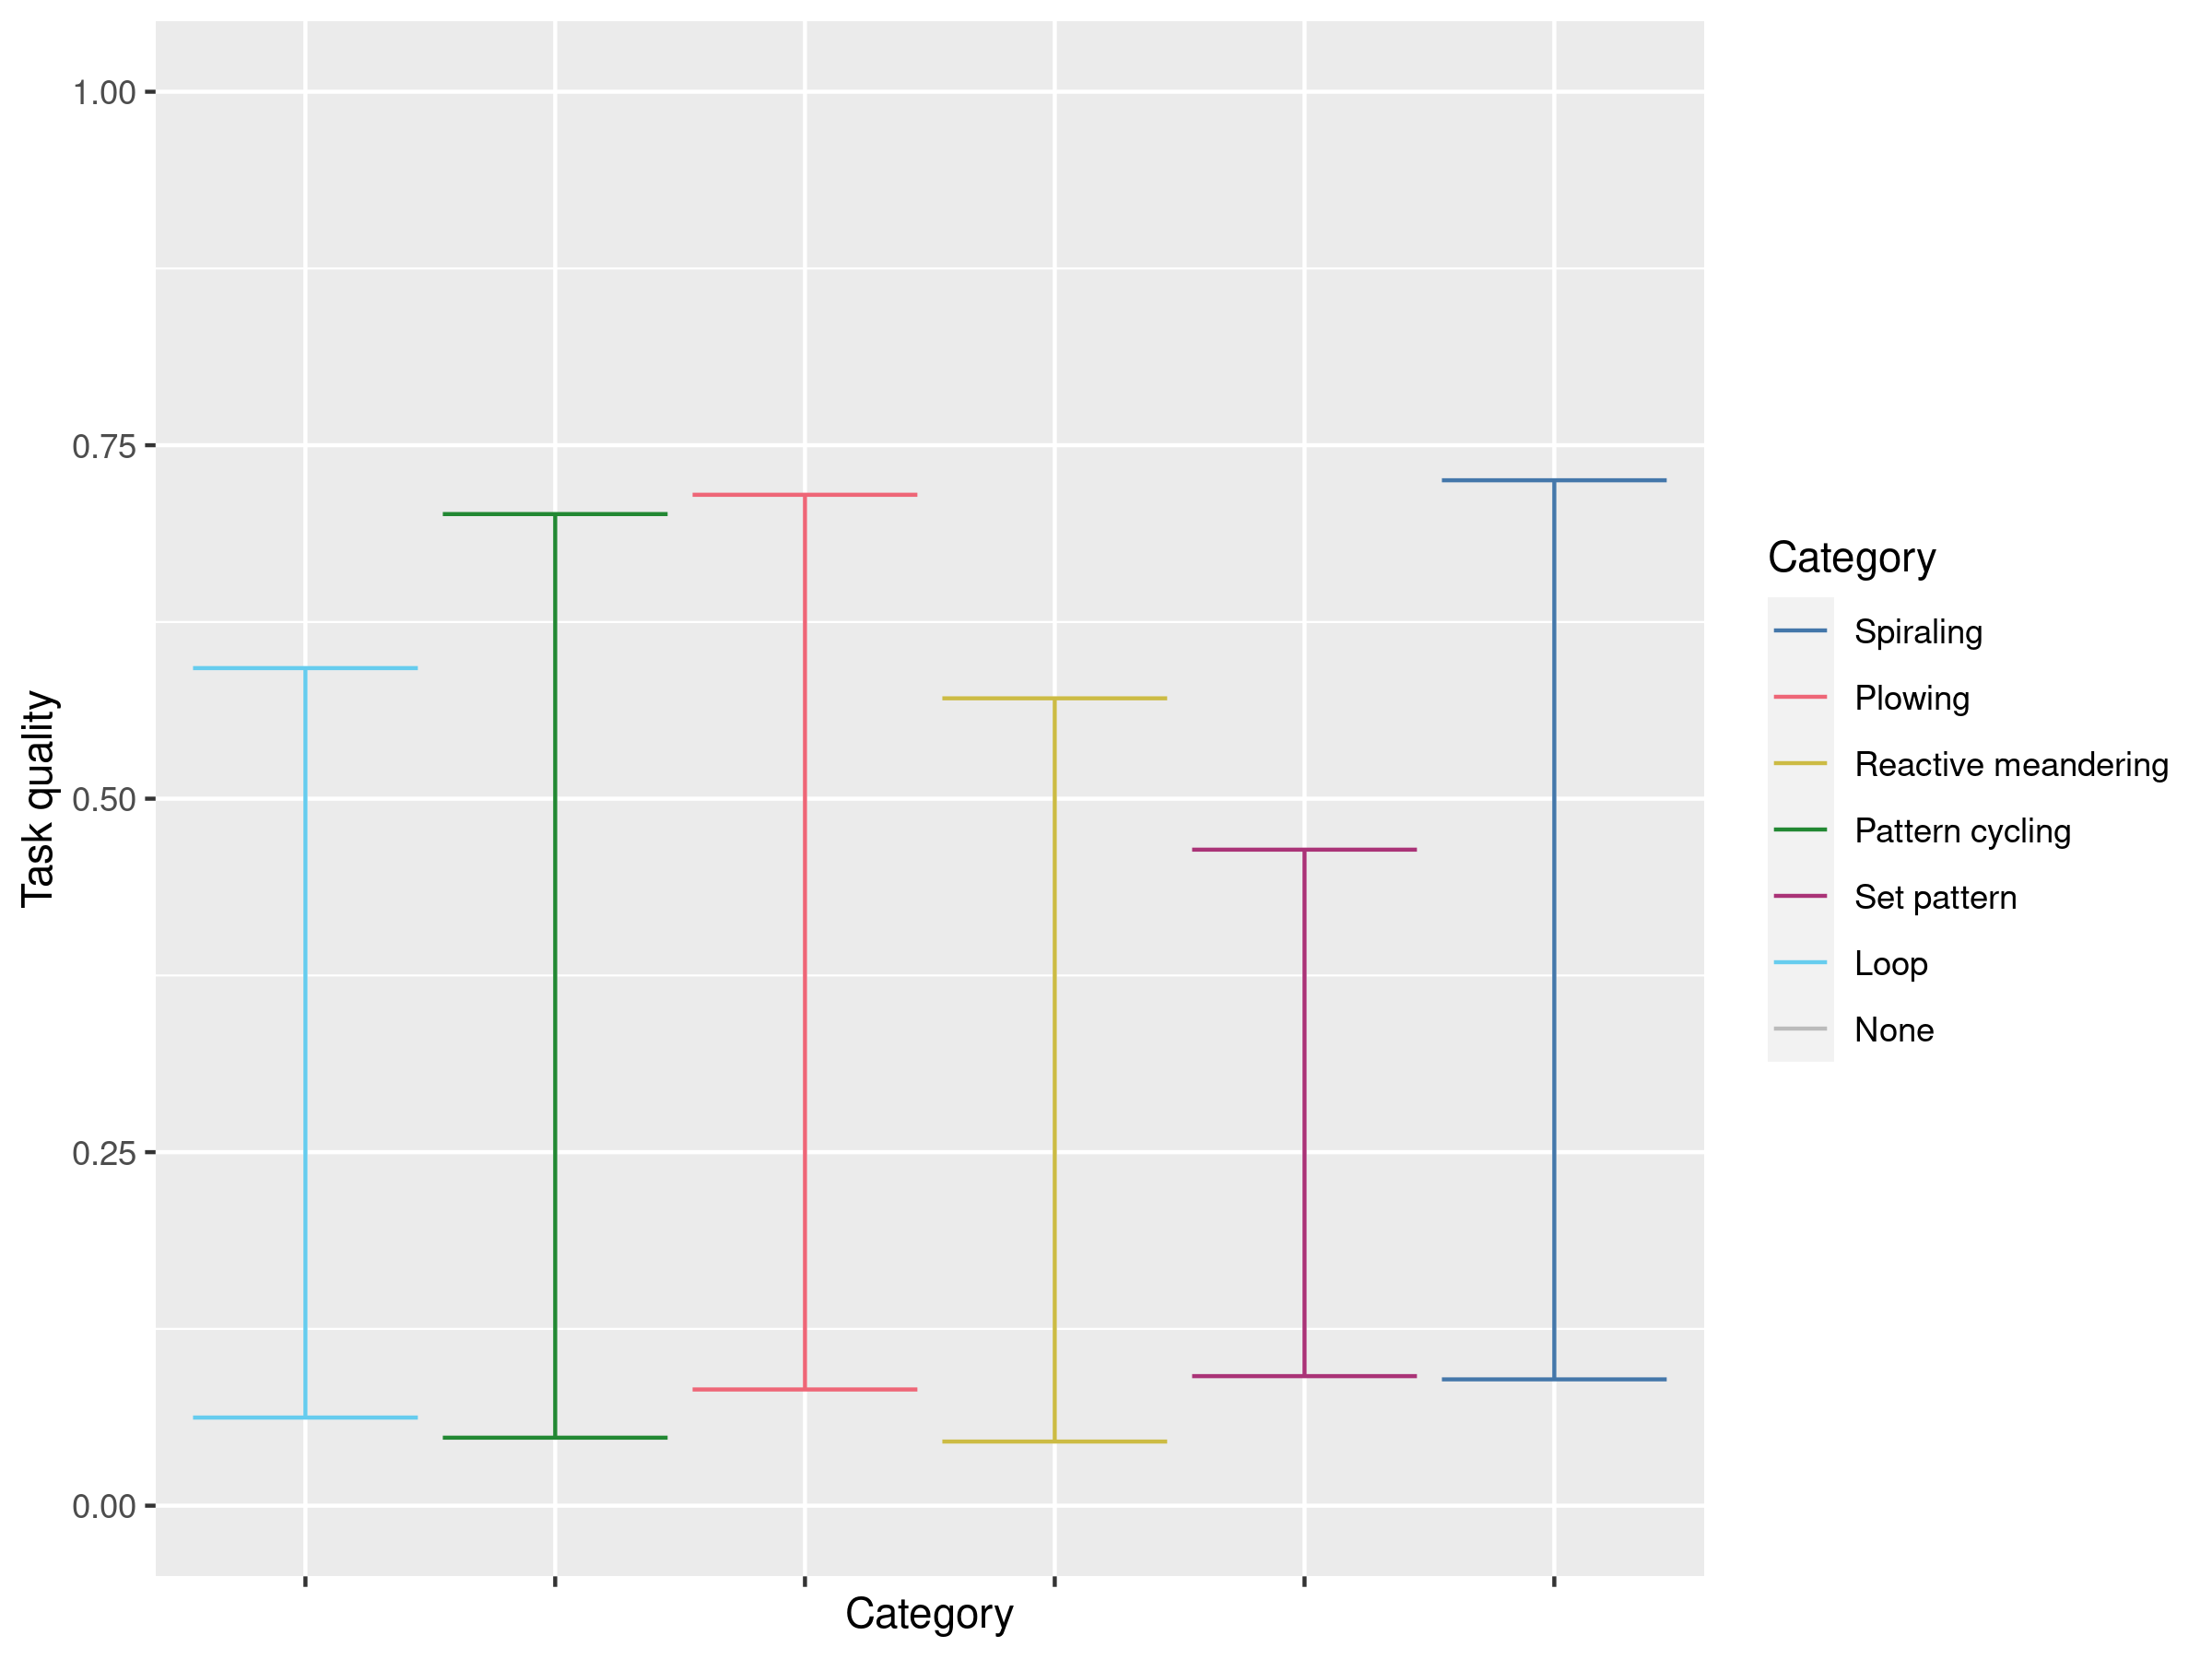 1.00
0.75
0.50
0.25
0.00
Task quality
Category
Category
Spiraling
Plowing
Reactive meandering
Pattern cycling
Set pattern
Loop
None